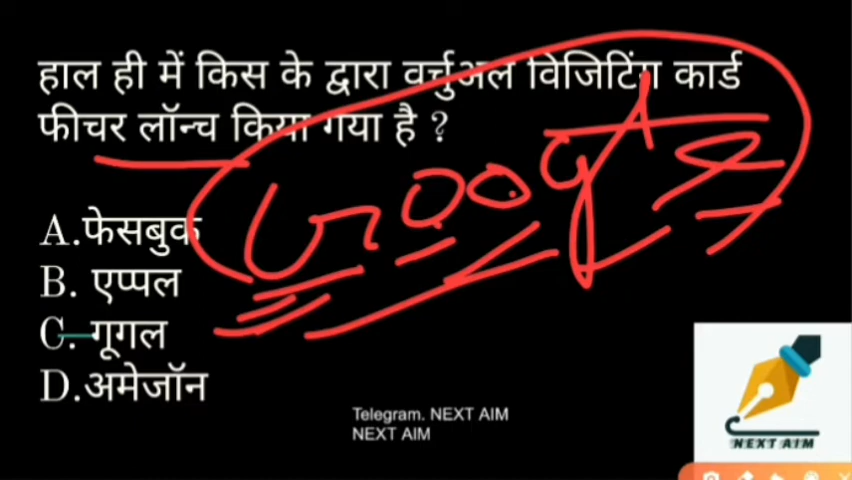 हाल ही में किस के द्वारा वर्चुअल विजिटिंग कार्ड
फीचर लॉन्च किया गया है ?
Google
A.फेसबुक
B. एप्पल
C. गूगल
D.अमेजॉन
Telegram. NEXT AIM
NEXT AIM
NEXT AIM